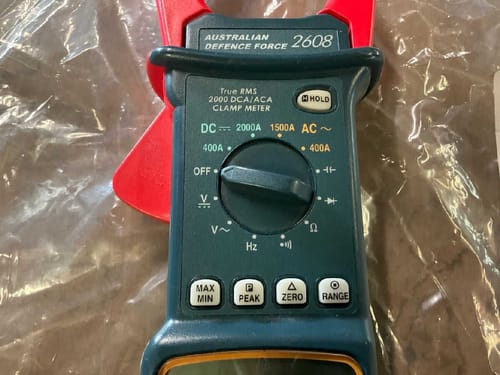 AUSTRALIAN
DEFENCE FORCE 2608
True RMS
2000 DCA/ACA
CLAMP METER
H HOLD
DC ⎓ 2000A 1500A AC ~
400A 400A
OFF
V⎓
V~ Ω
Hz
MAX MIN
P PEAK
△ ZERO
RANGE